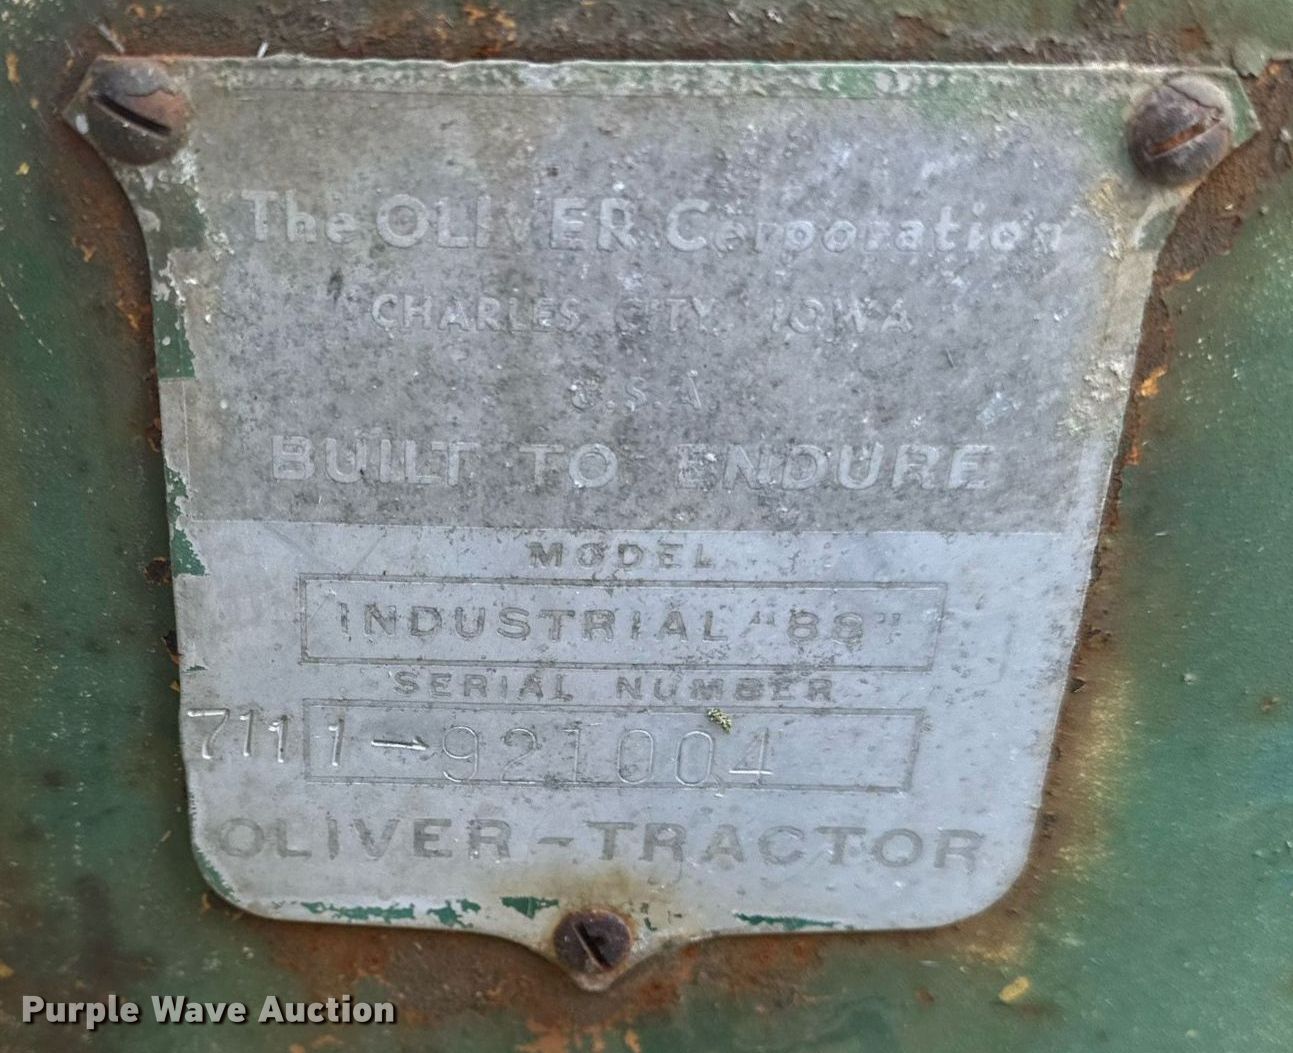 The OLIVER Corporation
CHARLES CITY, IOWA
U.S.A.
BUILT TO ENDURE
MODEL
INDUSTRIAL "88"
SERIAL NUMBER
7111→921004
OLIVER-TRACTOR
Purple Wave Auction